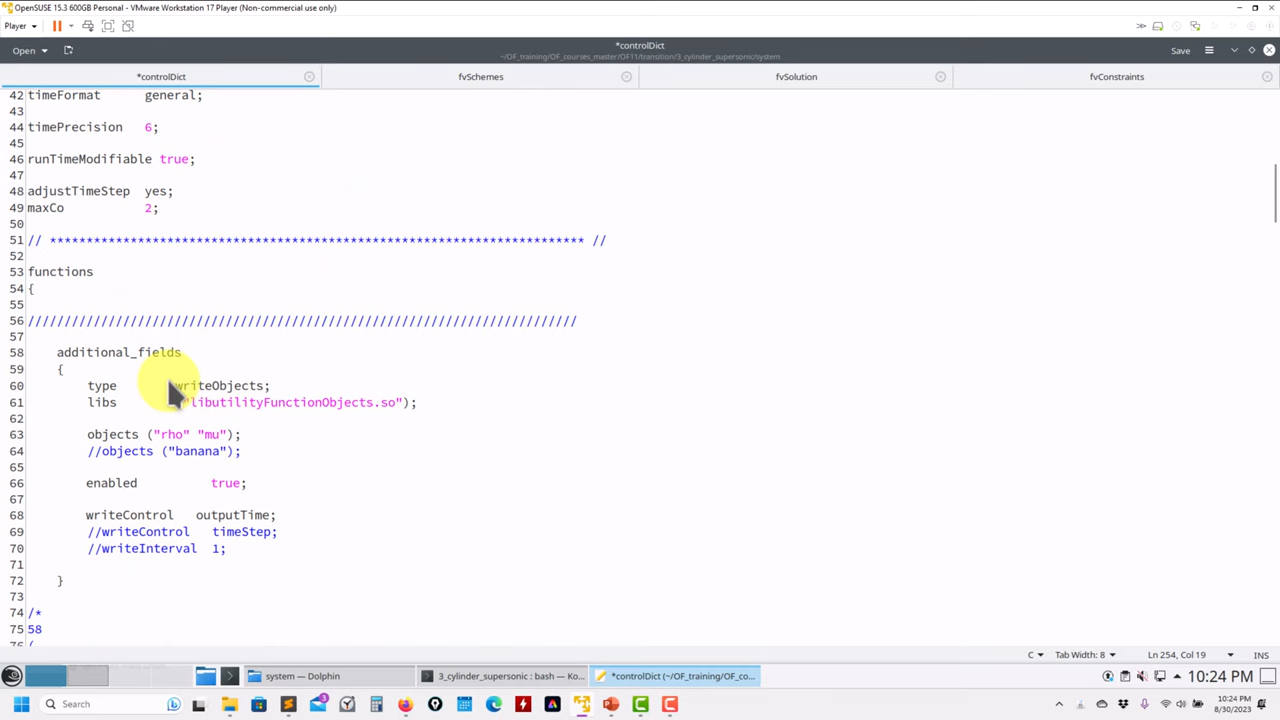 OpenSUSE 15.3 600GB Personal - VMware Workstation 17 Player (Non-commercial use only)
Player
Open
*controlDict
~/OF_training/OF_courses_master/OF11/transition/3_cylinder_supersonic/system
Save
*controlDict
fvSchemes
fvSolution
fvConstraints
42 timeFormat general;
43
44 timePrecision 6;
45
46 runTimeModifiable true;
47
48 adjustTimeStep yes;
49 maxCo 2;
50
51 // ************************************************************************* //
52
53 functions
54 {
55
56 ///////////////////////////////////////////////////////////////////////////
57
58 additional_fields
59 {
60 type writeObjects;
61 libs "libutilityFunctionObjects.so");
62
63 objects ("rho" "mu");
64 //objects ("banana");
65
66 enabled true;
67
68 writeControl outputTime;
69 //writeControl timeStep;
70 //writeInterval 1;
71
72 }
73
74 /*
75 58
76 (
C
Tab Width: 8
Ln 254, Col 19
INS
system — Dolphin
3_cylinder_supersonic : bash — Ko...
*controlDict (~/OF_training/OF_co...
10:24 PM
Search
3
10:24 PM
8/30/2023